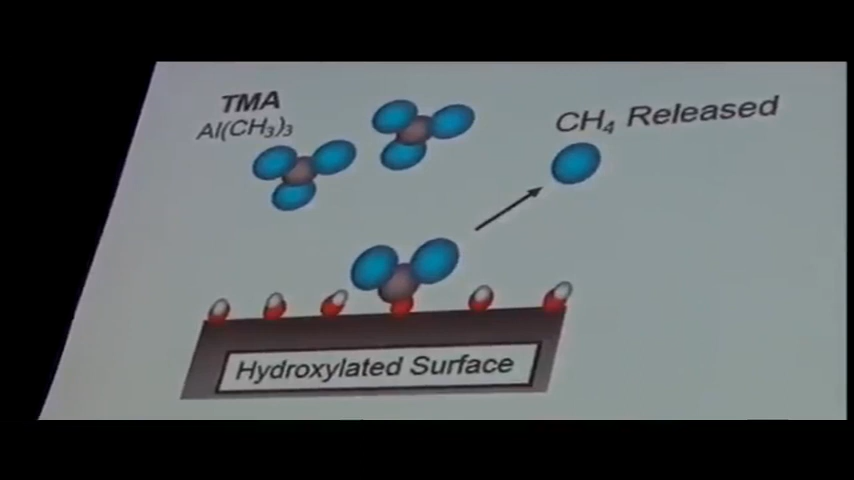 TMA
Al(CH₃)₃
CH₄ Released
Hydroxylated Surface